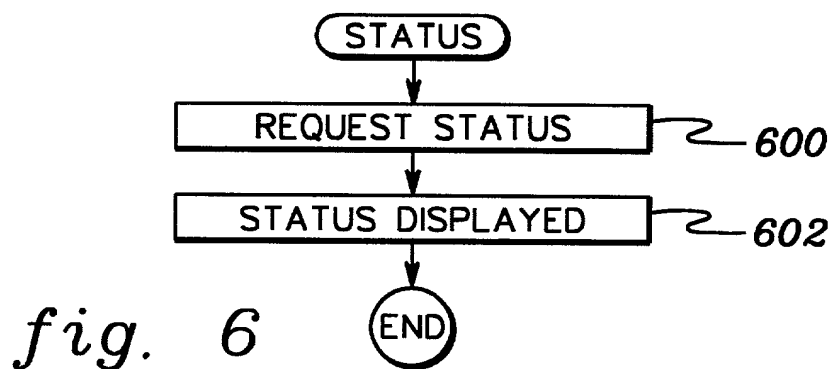 STATUS
REQUEST STATUS
600
STATUS DISPLAYED
602
END
fig. 6